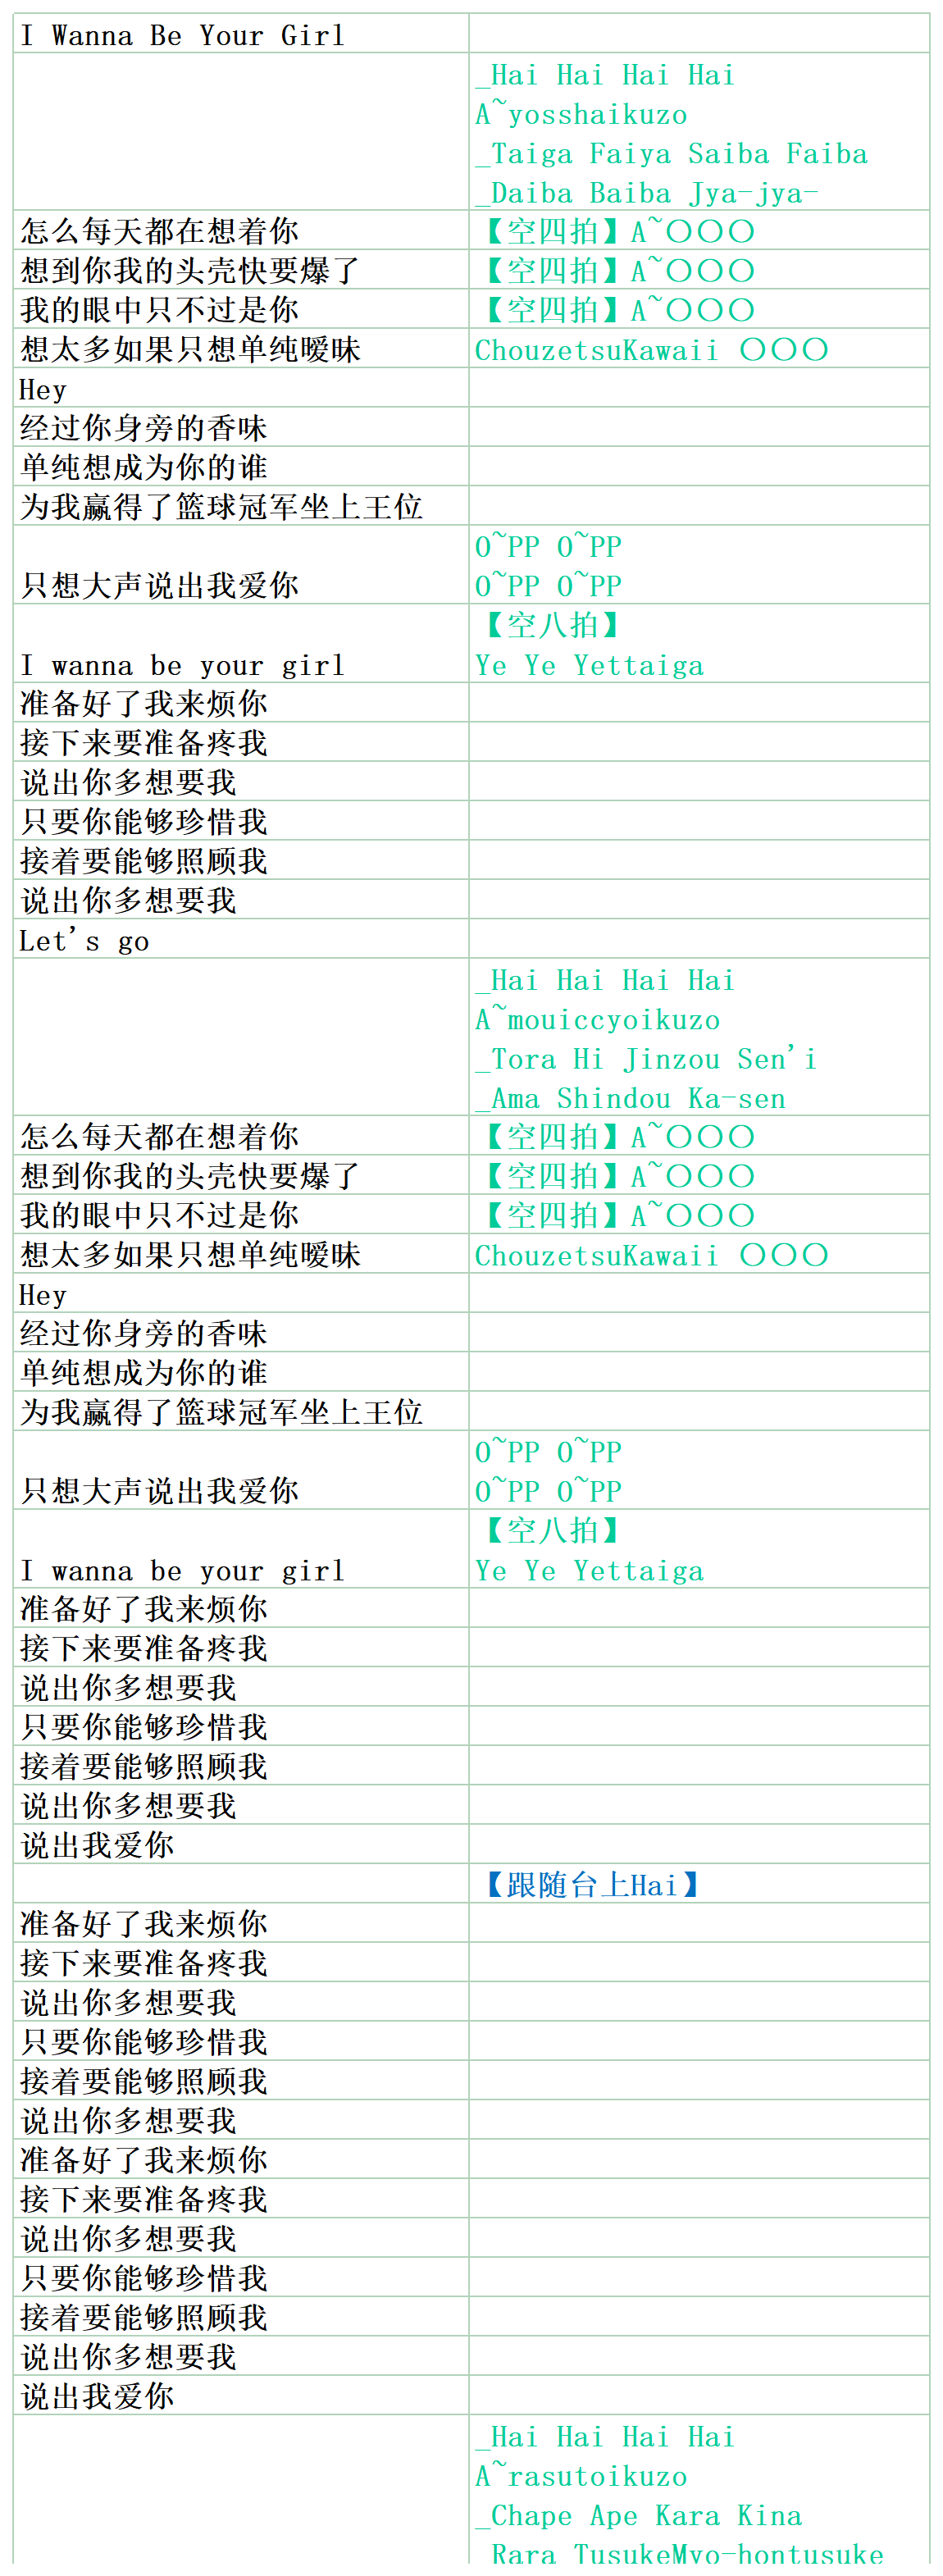 I Wanna Be Your Girl
_Hai Hai Hai Hai
A~yosshaikuzo
_Taiga Faiya Saiba Faiba
_Daiba Baiba Jya-jya-
怎么每天都在想着你 【空四拍】A~〇〇〇
想到你我的头壳快要爆了 【空四拍】A~〇〇〇
我的眼中只不过是你 【空四拍】A~〇〇〇
想太多如果只想单纯暧昧 ChouzetsuKawaii 〇〇〇
Hey
经过你身旁的香味
单纯想成为你的谁
为我赢得了篮球冠军坐上王位
O~PP O~PP
只想大声说出我爱你 O~PP O~PP
【空八拍】
I wanna be your girl Ye Ye Yettaiga
准备好了我来烦你
接下来要准备疼我
说出你多想要我
只要你能够珍惜我
接着要能够照顾我
说出你多想要我
Let's go
_Hai Hai Hai Hai
A~mouiccyoikuzo
_Tora Hi Jinzou Sen'i
_Ama Shindou Ka-sen
怎么每天都在想着你 【空四拍】A~〇〇〇
想到你我的头壳快要爆了 【空四拍】A~〇〇〇
我的眼中只不过是你 【空四拍】A~〇〇〇
想太多如果只想单纯暧昧 ChouzetsuKawaii 〇〇〇
Hey
经过你身旁的香味
单纯想成为你的谁
为我赢得了篮球冠军坐上王位
O~PP O~PP
只想大声说出我爱你 O~PP O~PP
【空八拍】
I wanna be your girl Ye Ye Yettaiga
准备好了我来烦你
接下来要准备疼我
说出你多想要我
只要你能够珍惜我
接着要能够照顾我
说出你多想要我
说出我爱你
【跟随台上Hai】
准备好了我来烦你
接下来要准备疼我
说出你多想要我
只要你能够珍惜我
接着要能够照顾我
说出你多想要我
准备好了我来烦你
接下来要准备疼我
说出你多想要我
只要你能够珍惜我
接着要能够照顾我
说出你多想要我
说出我爱你
_Hai Hai Hai Hai
A~rasutoikuzo
_Chape Ape Kara Kina
_Rara TusukeMyo-hontusuke